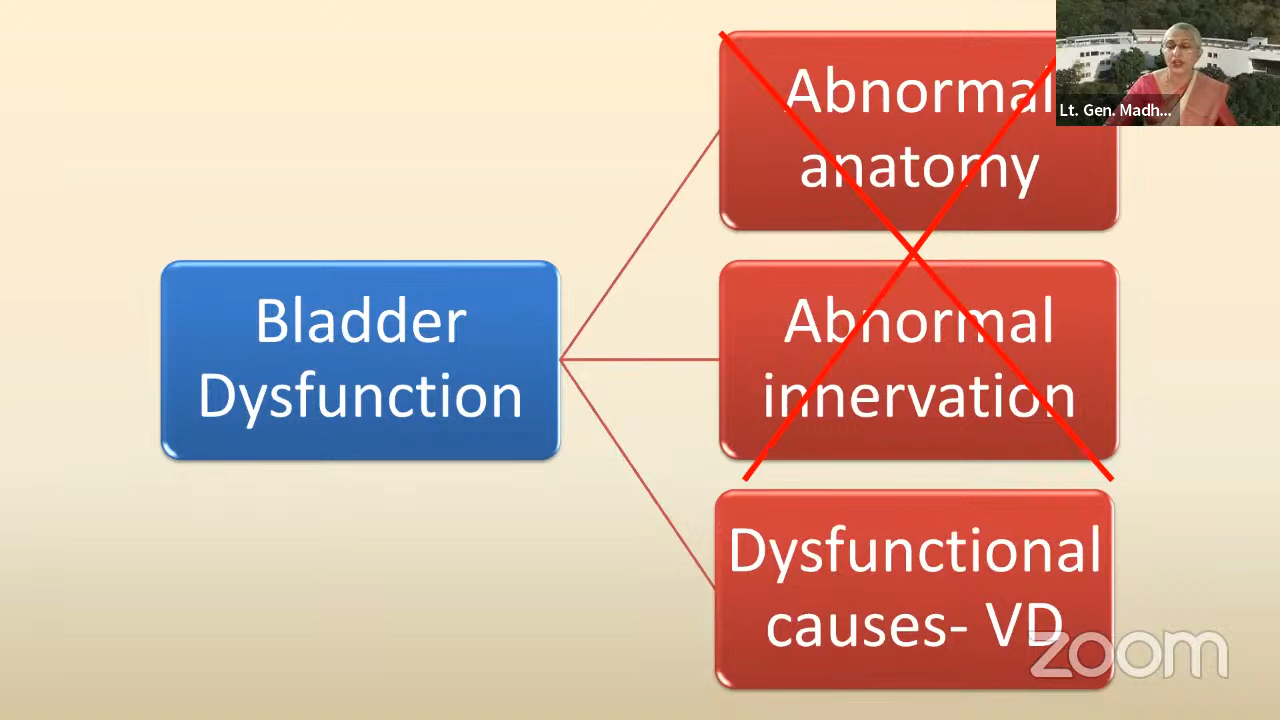 Abnormal
anatomy
Lt. Gen. Madh...
Bladder
Dysfunction
Abnormal
innervation
Dysfunctional
causes- VD
zoom